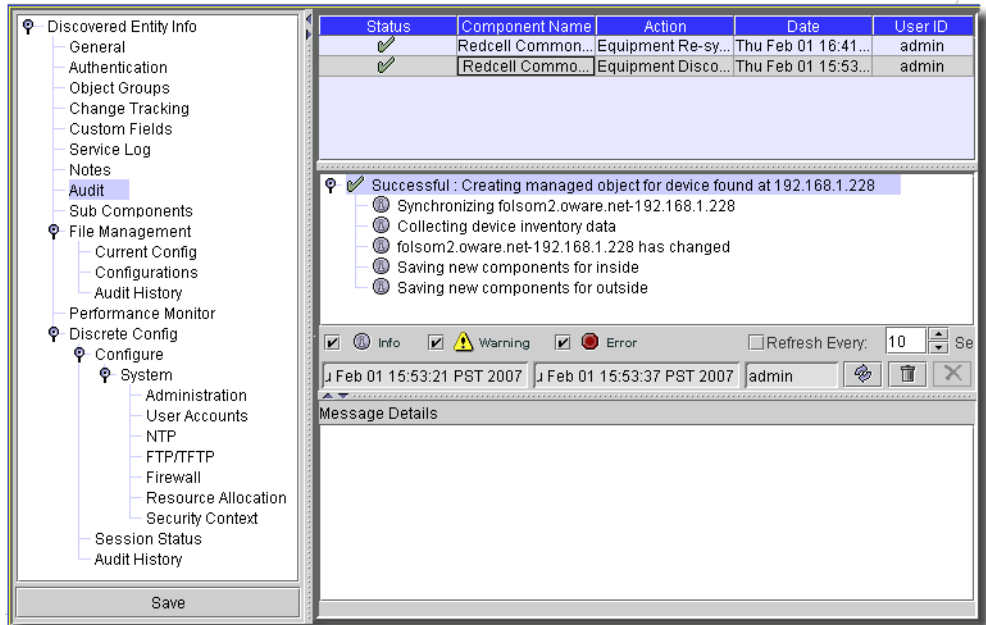 Discovered Entity Info
General
Authentication
Object Groups
Change Tracking
Custom Fields
Service Log
Notes
Audit
Sub Components
File Management
Current Config
Configurations
Audit History
Performance Monitor
Discrete Config
Configure
System
Administration
User Accounts
NTP
FTP/TFTP
Firewall
Resource Allocation
Security Context
Session Status
Audit History
Save
Status Component Name Action Date User ID
Redcell Common... Equipment Re-sy... Thu Feb 01 16:41... admin
Redcell Commo... Equipment Disco... Thu Feb 01 15:53... admin
Successful : Creating managed object for device found at 192.168.1.228
Synchronizing folsom2.oware.net-192.168.1.228
Collecting device inventory data
folsom2.oware.net-192.168.1.228 has changed
Saving new components for inside
Saving new components for outside
Info Warning Error Refresh Every: 10 Se
Feb 01 15:53:21 PST 2007 Feb 01 15:53:37 PST 2007 admin
Message Details